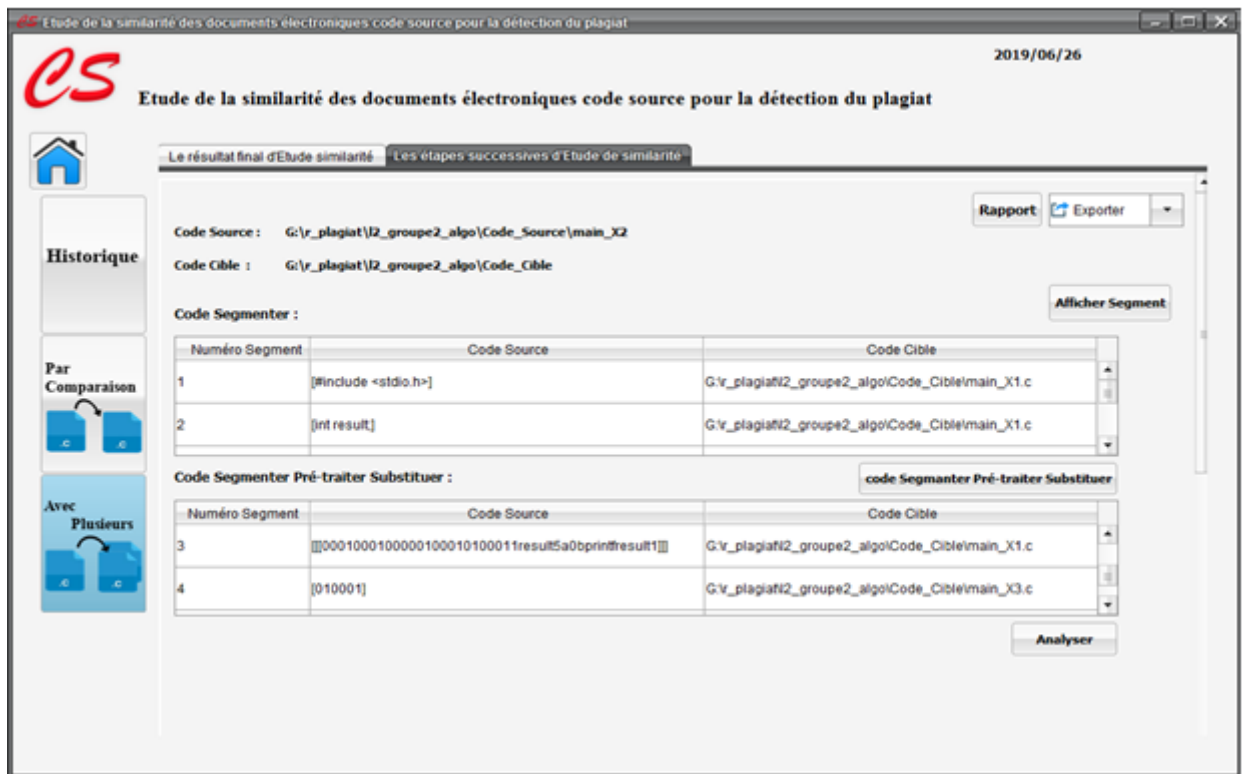 CS Etude de la similarité des documents électroniques code source pour la détection du plagiat
2019/06/26
CS
Etude de la similarité des documents électroniques code source pour la détection du plagiat
Le résultat final d'Etude similarité
Les étapes successives d'Etude de similarité
Rapport
Exporter
Historique
Code Source : G:\r_plagiat\l2_groupe2_algo\Code_Source\main_X2
Code Cible : G:\r_plagiat\l2_groupe2_algo\Code_Cible
Afficher Segment
Code Segmenter :
Numéro Segment Code Source Code Cible
1 [#include <stdio.h>] G:\r_plagiat\l2_groupe2_algo\Code_Cible\main_X1.c
2 [int result;] G:\r_plagiat\l2_groupe2_algo\Code_Cible\main_X1.c
Par
Comparaison
.c .c
Code Segmenter Pré-traiter Substituer :
code Segmanter Pré-traiter Substituer
Numéro Segment Code Source Code Cible
3 G:\r_plagiat\l2_groupe2_algo\Code_Cible\main_X1.c
4 [010001] G:\r_plagiat\l2_groupe2_algo\Code_Cible\main_X3.c
Avec
Plusieurs
.c .c
Analyser